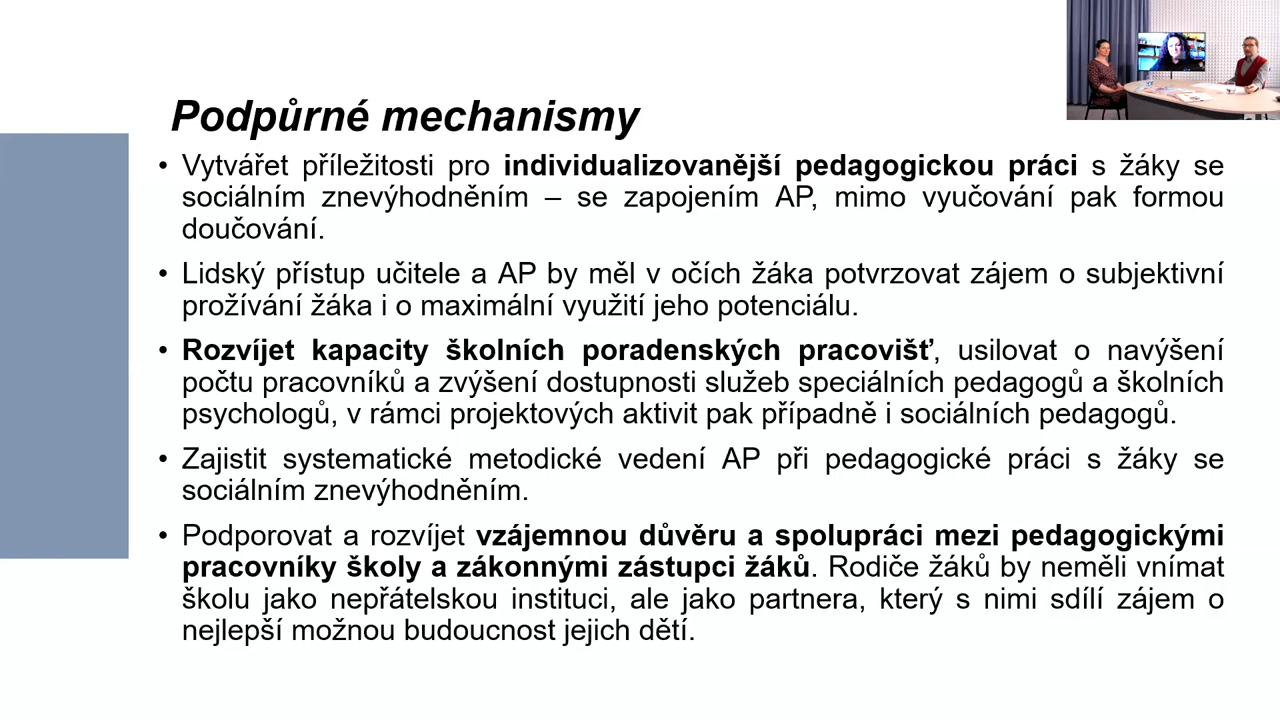 Podpůrné mechanismy
• Vytvářet příležitosti pro individualizovanější pedagogickou práci s žáky se
sociálním znevýhodněním – se zapojením AP, mimo vyučování pak formou
doučování.
• Lidský přístup učitele a AP by měl v očích žáka potvrzovat zájem o subjektivní
prožívání žáka i o maximální využití jeho potenciálu.
• Rozvíjet kapacity školních poradenských pracovišť, usilovat o navýšení
počtu pracovníků a zvýšení dostupnosti služeb speciálních pedagogů a školních
psychologů, v rámci projektových aktivit pak případně i sociálních pedagogů.
• Zajistit systematické metodické vedení AP při pedagogické práci s žáky se
sociálním znevýhodněním.
• Podporovat a rozvíjet vzájemnou důvěru a spolupráci mezi pedagogickými
pracovníky školy a zákonnými zástupci žáků. Rodiče žáků by neměli vnímat
školu jako nepřátelskou instituci, ale jako partnera, který s nimi sdílí zájem o
nejlepší možnou budoucnost jejich dětí.